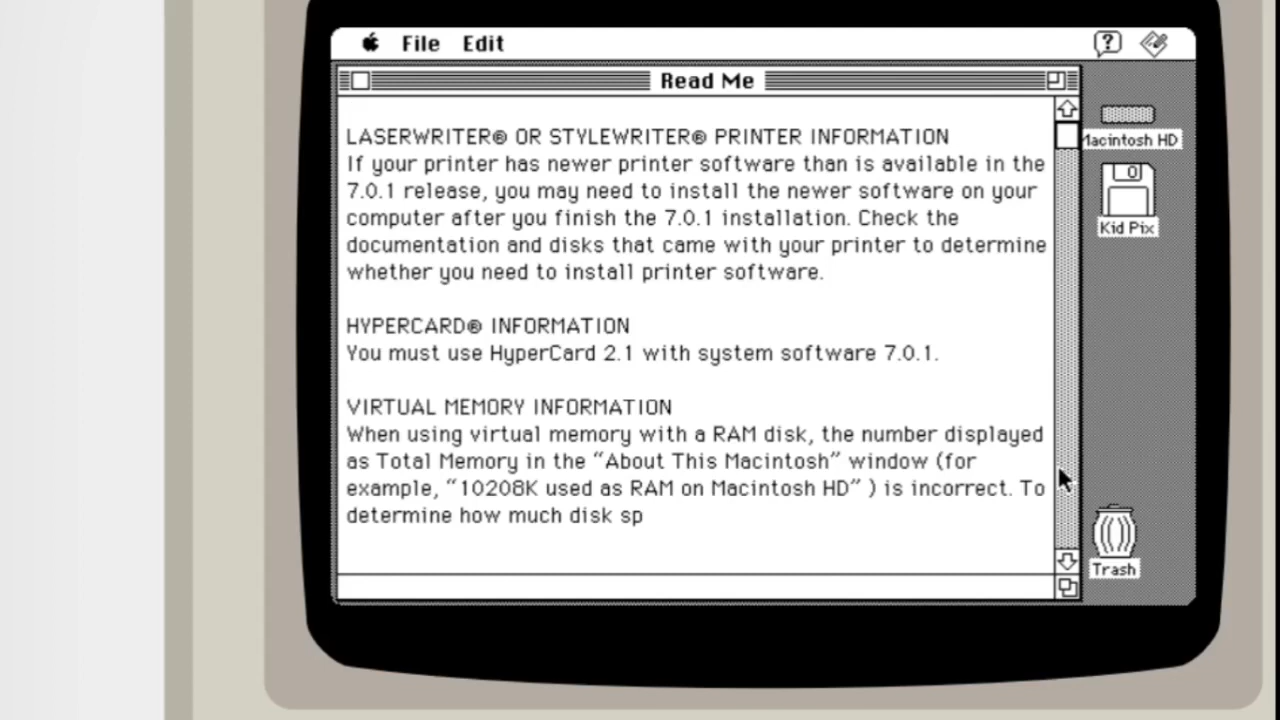 File Edit
Read Me
LASERWRITER® OR STYLEWRITER® PRINTER INFORMATION
If your printer has newer printer software than is available in the
7.0.1 release, you may need to install the newer software on your
computer after you finish the 7.0.1 installation. Check the
documentation and disks that came with your printer to determine
whether you need to install printer software.
HYPERCARD® INFORMATION
You must use HyperCard 2.1 with system software 7.0.1.
VIRTUAL MEMORY INFORMATION
When using virtual memory with a RAM disk, the number displayed
as Total Memory in the “About This Macintosh” window (for
example, “10208K used as RAM on Macintosh HD” ) is incorrect. To
determine how much disk sp
Macintosh HD
Kid Pix
Trash